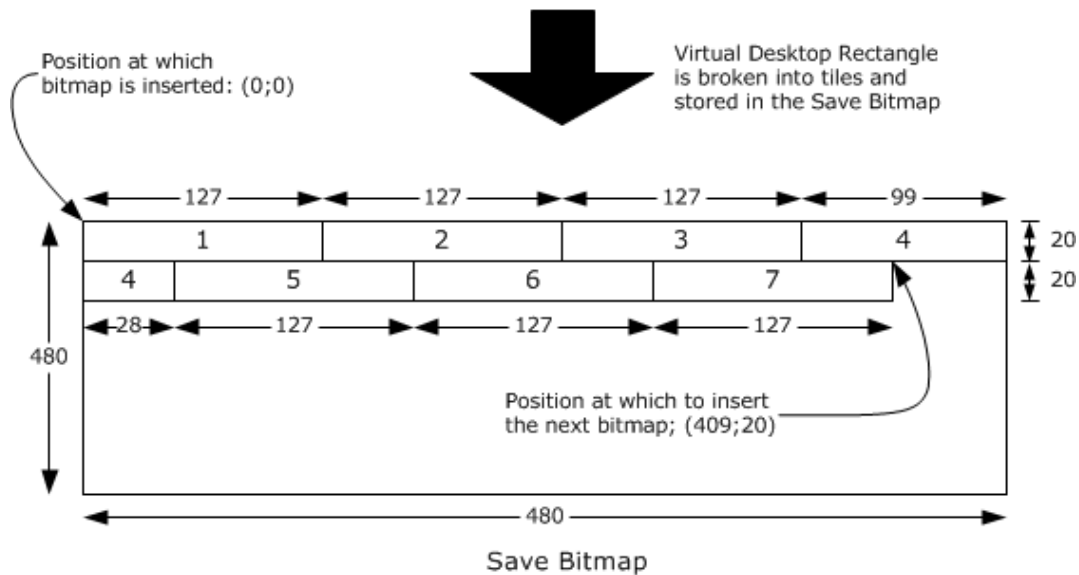 Position at which
bitmap is inserted: (0;0)
Virtual Desktop Rectangle
is broken into tiles and
stored in the Save Bitmap
127 127 127 99
1 2 3 4 20
4 5 6 7 20
28 127 127 127
480
Position at which to insert
the next bitmap; (409;20)
480
Save Bitmap